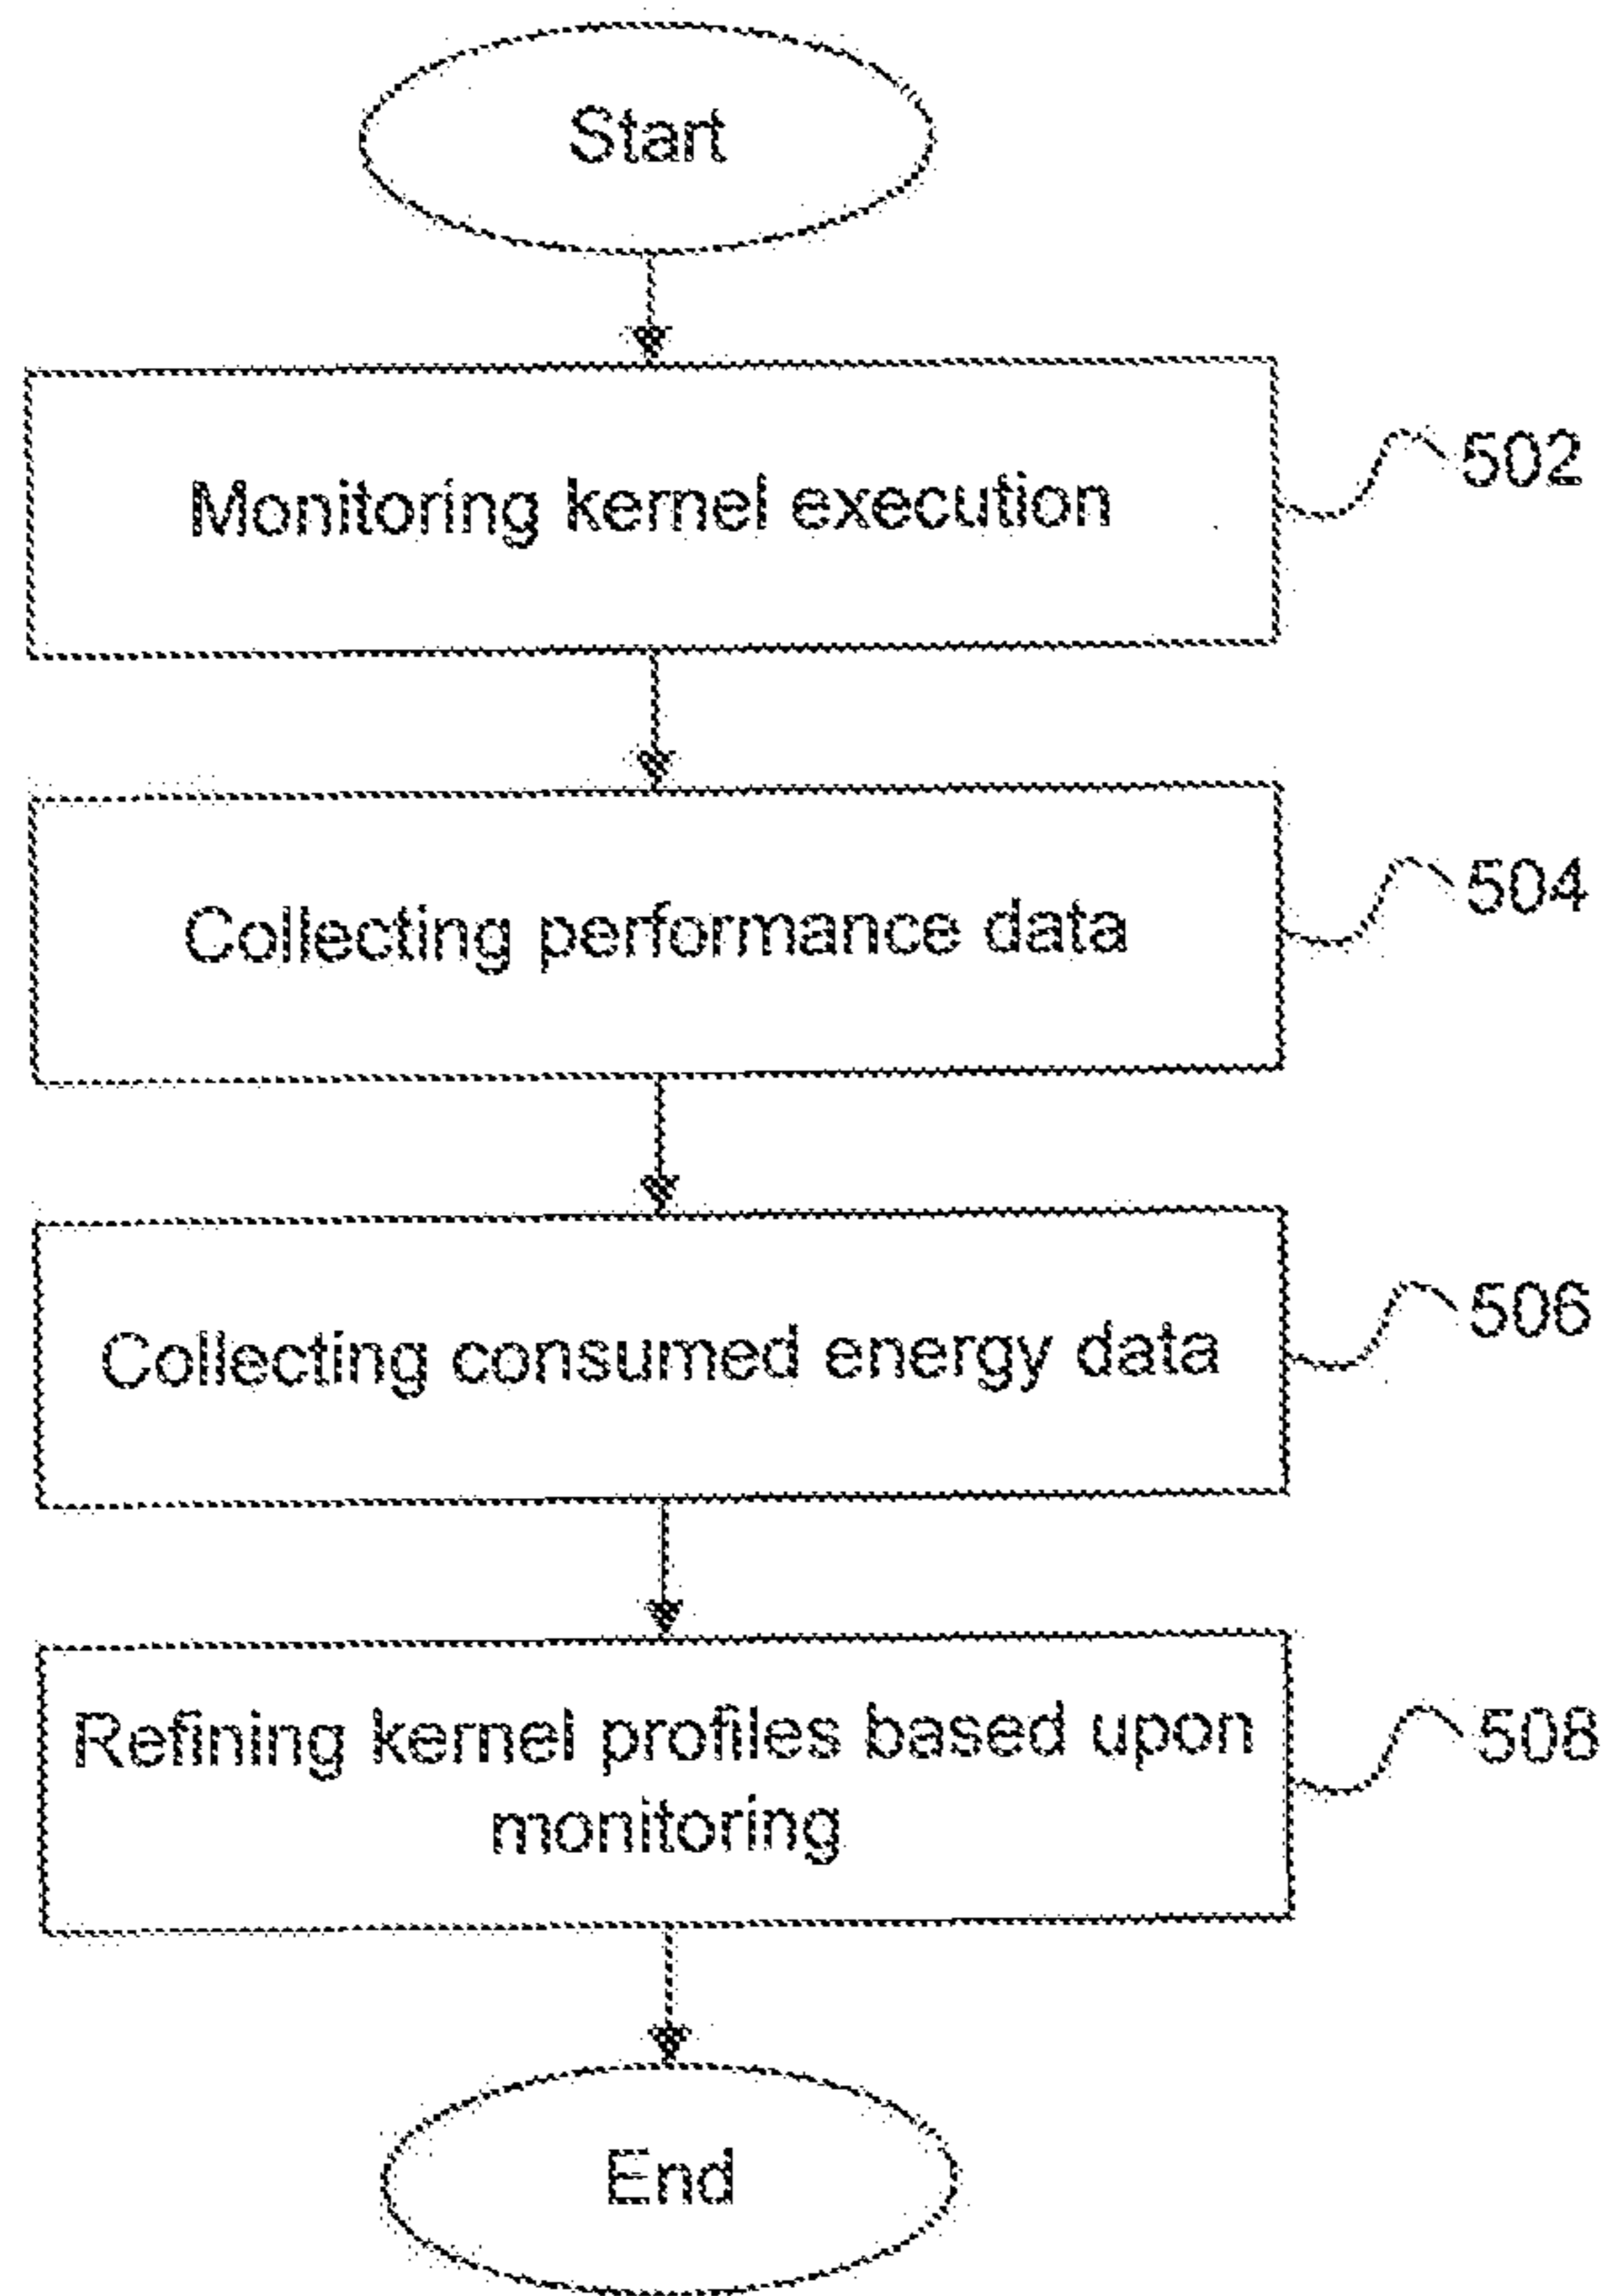 Start
Monitoring kernel execution
502
Collecting performance data
504
Collecting consumed energy data
506
Refining kernel profiles based upon
monitoring
508
End